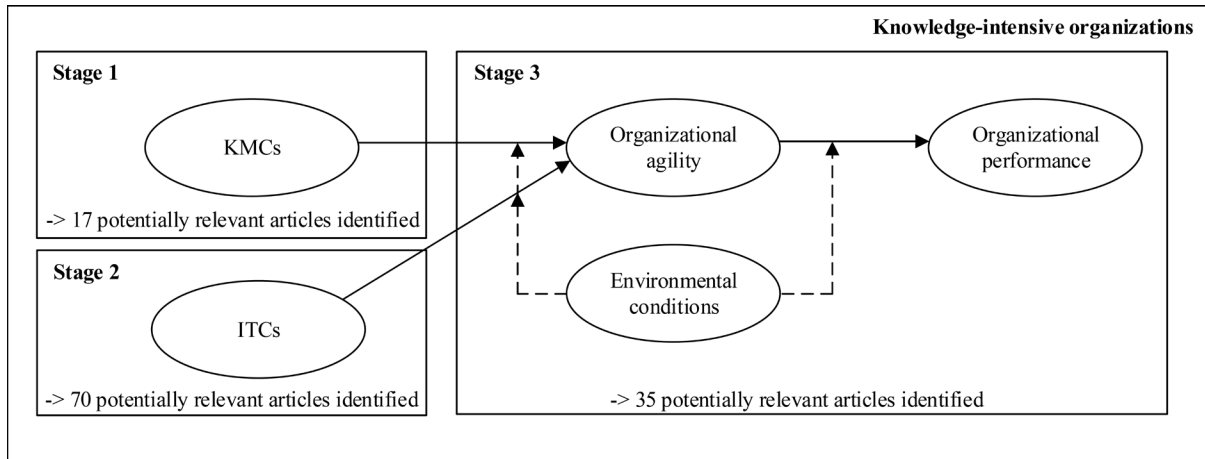 Knowledge-intensive organizations
Stage 1
KMCs
-> 17 potentially relevant articles identified
Stage 2
ITCs
-> 70 potentially relevant articles identified
Stage 3
Organizational
agility
Organizational
performance
Environmental
conditions
-> 35 potentially relevant articles identified